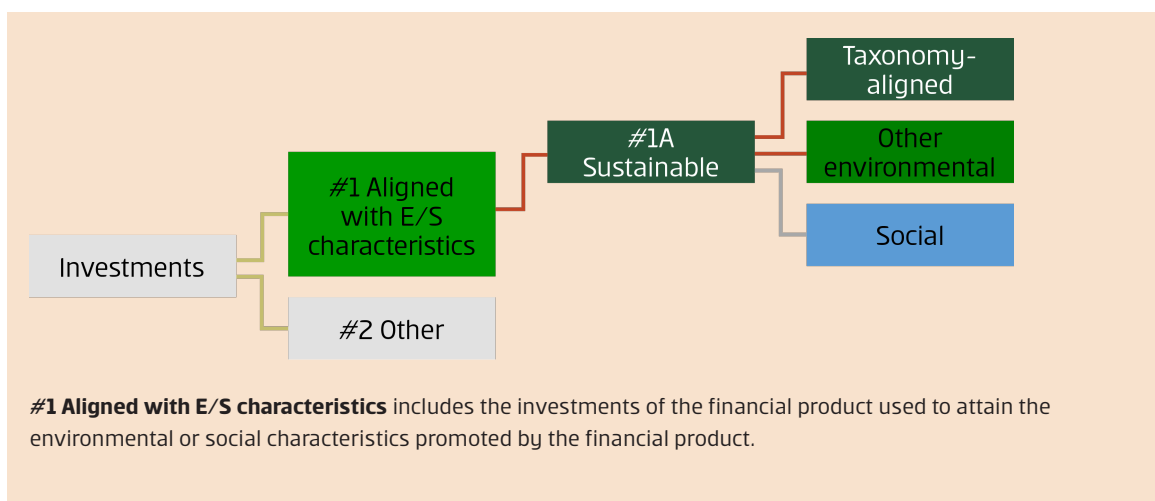 Taxonomy-
aligned
#1A
Sustainable
Other
environmental
#1 Aligned
with E/S
characteristics
Social
Investments
#2 Other
#1 Aligned with E/S characteristics includes the investments of the financial product used to attain the
environmental or social characteristics promoted by the financial product.